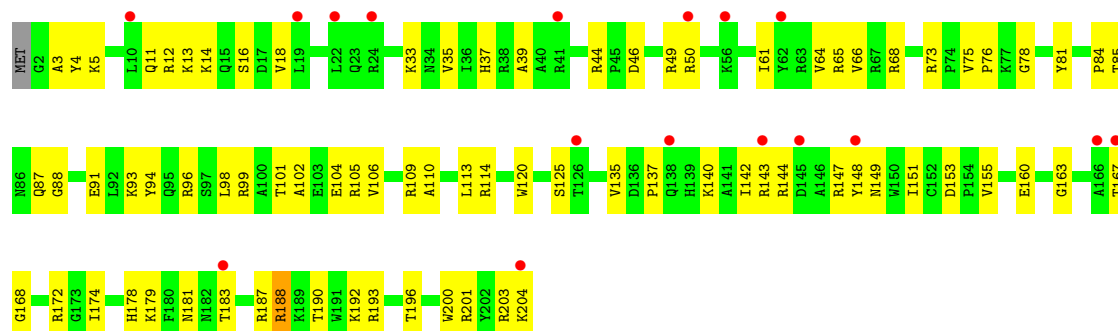 MET G2 A3 Y4 K5 L10 Q11 R12 K13 K14 Q15 S16 D17 V18 L19 L22 Q23 R24 K33 N34 V35 I36 H37 R38 A39 A40 R41 R44 P45 D46 R49 R50 K56 I61 Y62 R63 V64 R65 V66 R67 R68 R73 P74 V75 P76 K77 G78 Y81 P84 T85
N86 Q87 G88 E91 L92 K93 Y94 Q95 R96 S97 L98 R99 A100 T101 A102 E103 E104 R105 V106 R109 A110 L113 R114 W120 S125 T126 V135 D136 P137 Q138 H139 K140 A141 I142 R143 R144 D145 A146 R147 Y148 N149 W150 I151 C152 D153 P154 V155 E160 G163 A166 T167
G168 R172 G173 I174 H178 K179 F180 N181 N182 T183 R187 R188 K189 T190 W191 K192 R193 T196 W200 R201 Y202 R203 K204